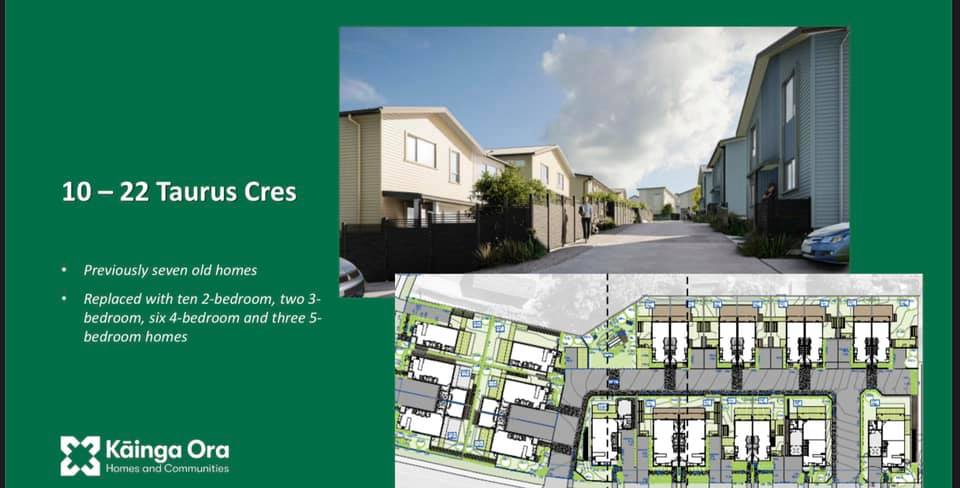 10 – 22 Taurus Cres
• Previously seven old homes
• Replaced with ten 2-bedroom, two 3-
bedroom, six 4-bedroom and three 5-
bedroom homes
Kāinga Ora
Homes and Communities